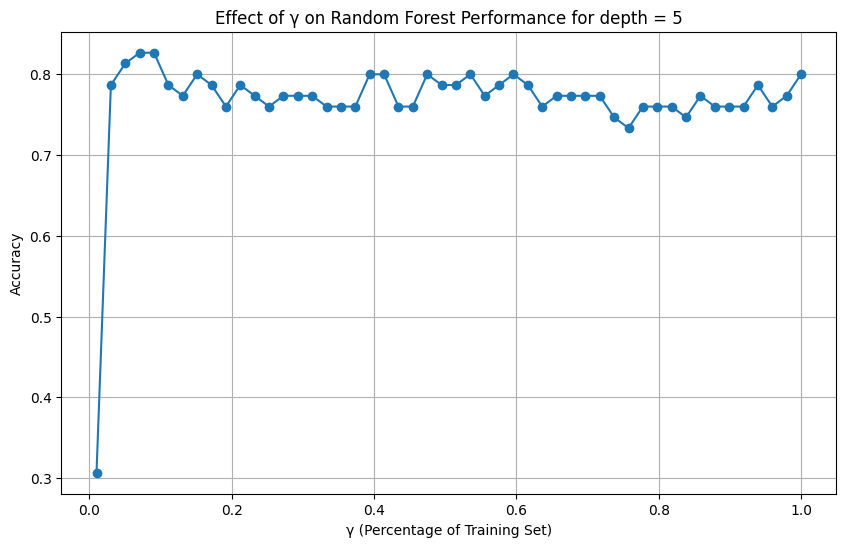 Effect of γ on Random Forest Performance for depth = 5
Accuracy
0.8
0.7
0.6
0.5
0.4
0.3
0.0 0.2 0.4 0.6 0.8 1.0
γ (Percentage of Training Set)